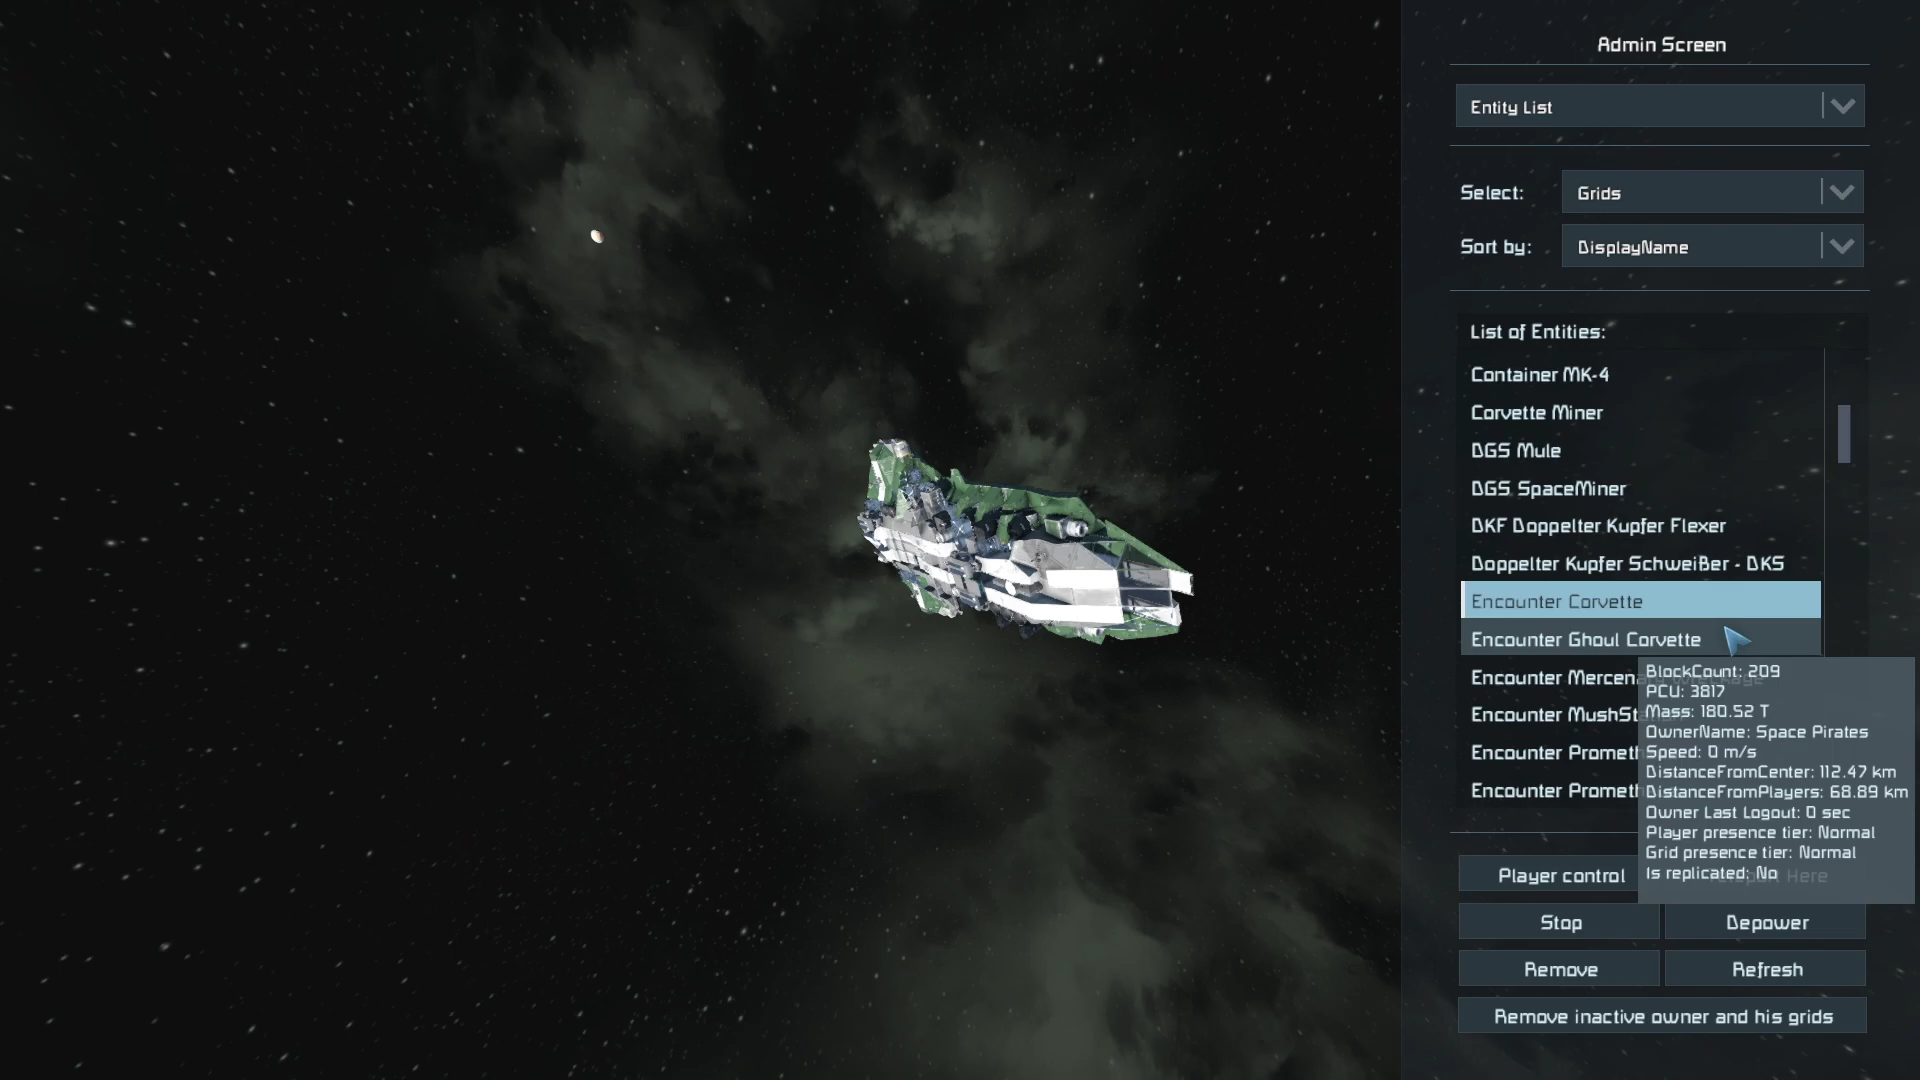 Admin Screen
Entity List
Select:
Grids
Sort by:
DisplayName
List of Entities:
Container MK-4
Corvette Miner
DGS Mule
DGS SpaceMiner
DKF Doppelter Kupfer Flexer
Doppelter Kupfer Schweißer - DKS
Encounter Corvette
Encounter Ghoul Corvette
Encounter Mercen
Encounter MushSt
Encounter Prometh
Encounter Prometh
BlockCount: 209
PCU: 3817
Mass: 180.52 T
OwnerName: Space Pirates
Speed: 0 m/s
DistanceFromCenter: 112.47 km
DistanceFromPlayers: 68.89 km
Owner Last Logout: 0 sec
Player presence tier: Normal
Grid presence tier: Normal
Is replicated: No
Player control
Here
Stop
Depower
Remove
Refresh
Remove inactive owner and his grids